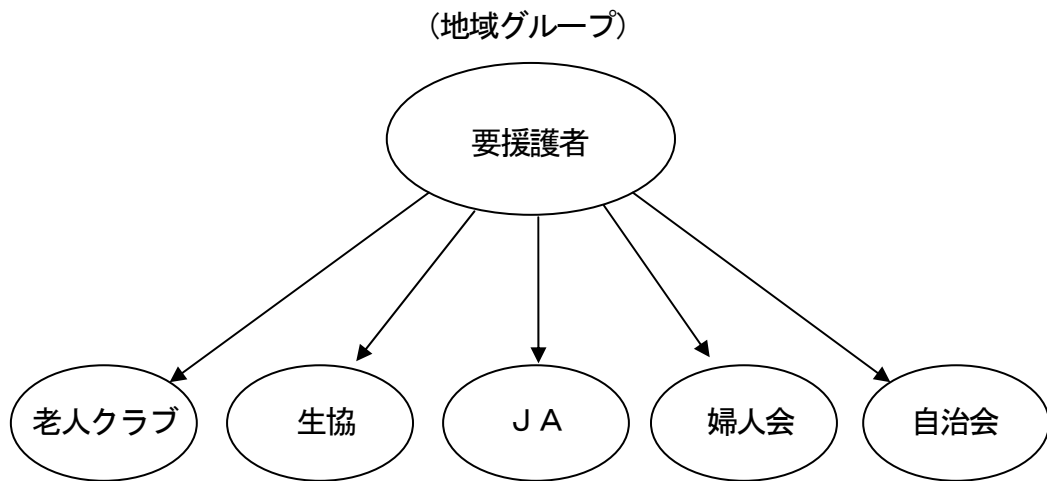 （地域グループ）
要援護者
老人クラブ
生協
ＪＡ
婦人会
自治会